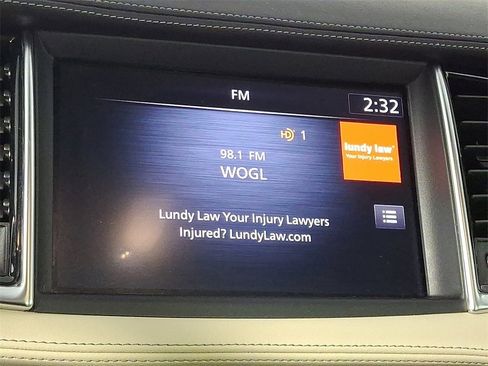 FM
2:32
HD 1
98.1 FM
WOGL
lundy law
Your Injury Lawyers
Lundy Law Your Injury Lawyers
Injured? LundyLaw.com